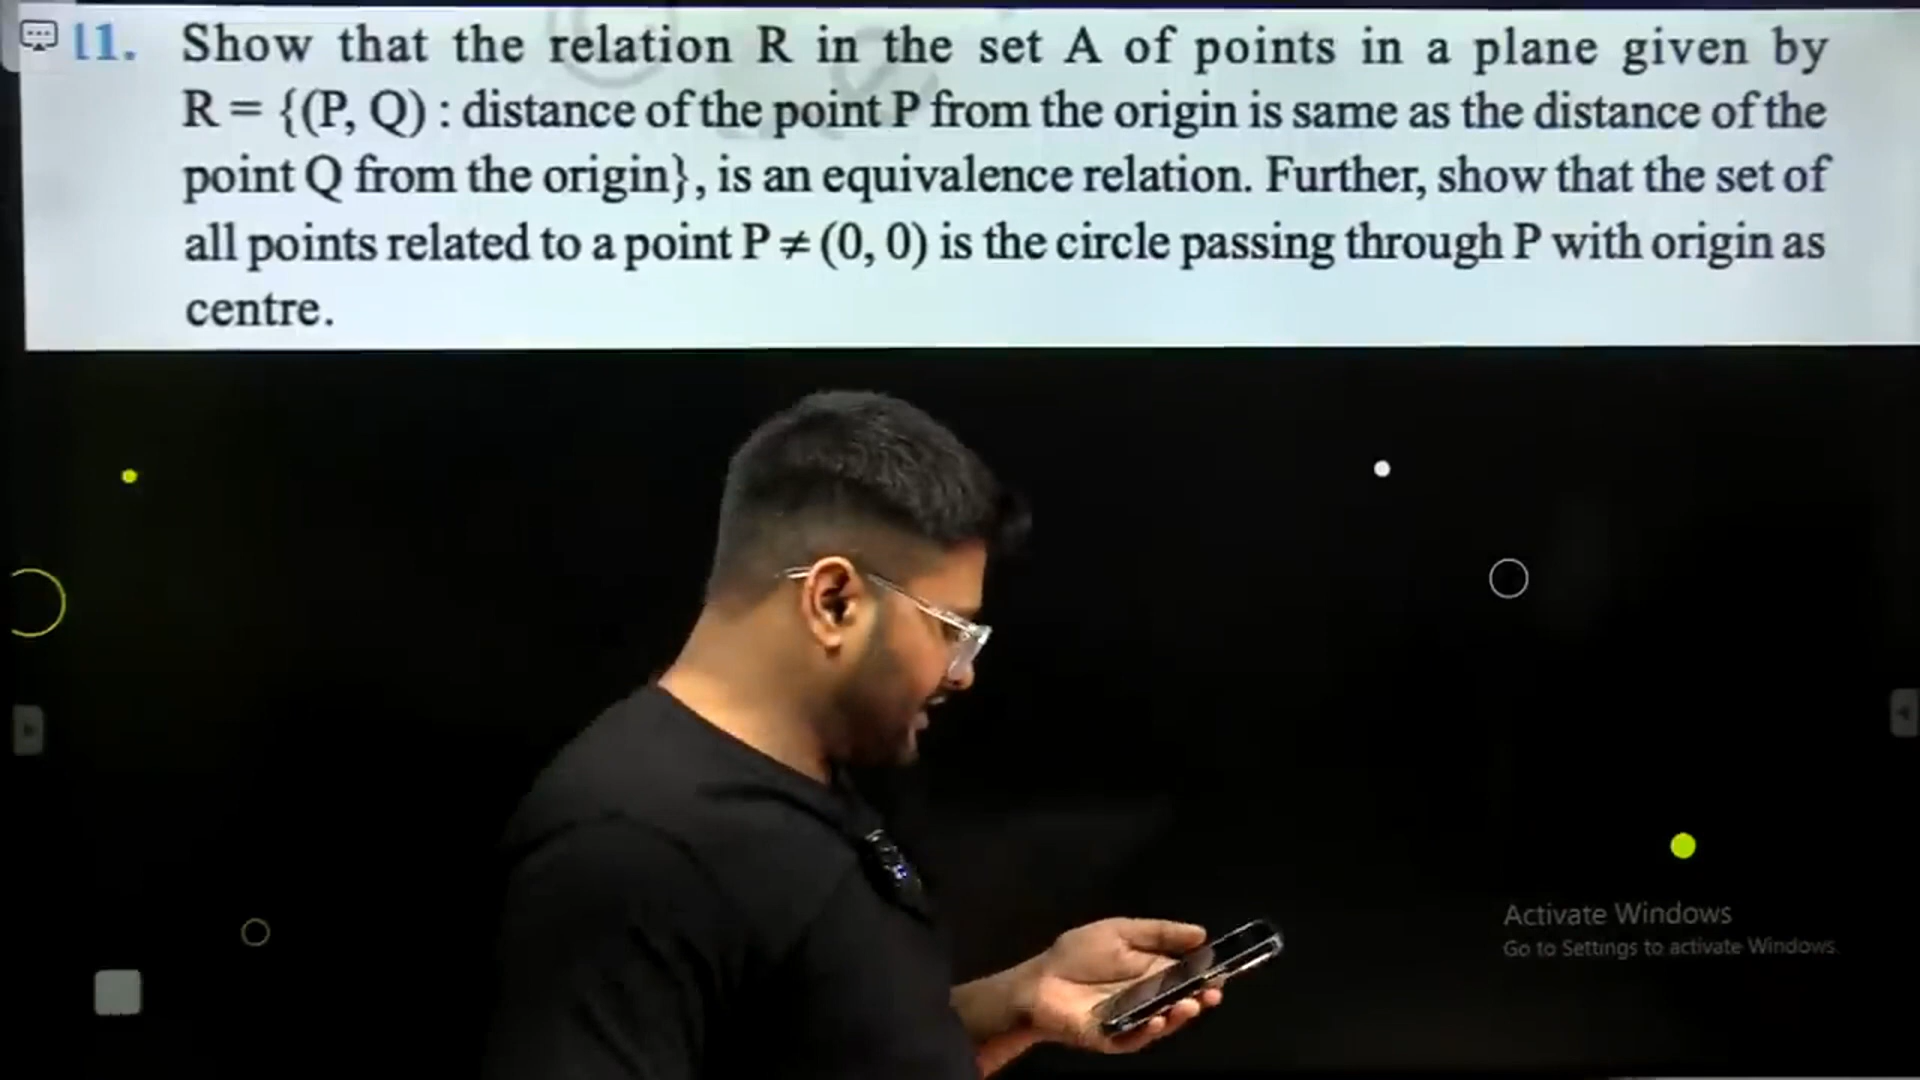 11. Show that the relation R in the set A of points in a plane given by
R = {(P, Q) : distance of the point P from the origin is same as the distance of the
point Q from the origin}, is an equivalence relation. Further, show that the set of
all points related to a point P ≠ (0, 0) is the circle passing through P with origin as
centre.
Activate Windows
Go to Settings to activate Windows.